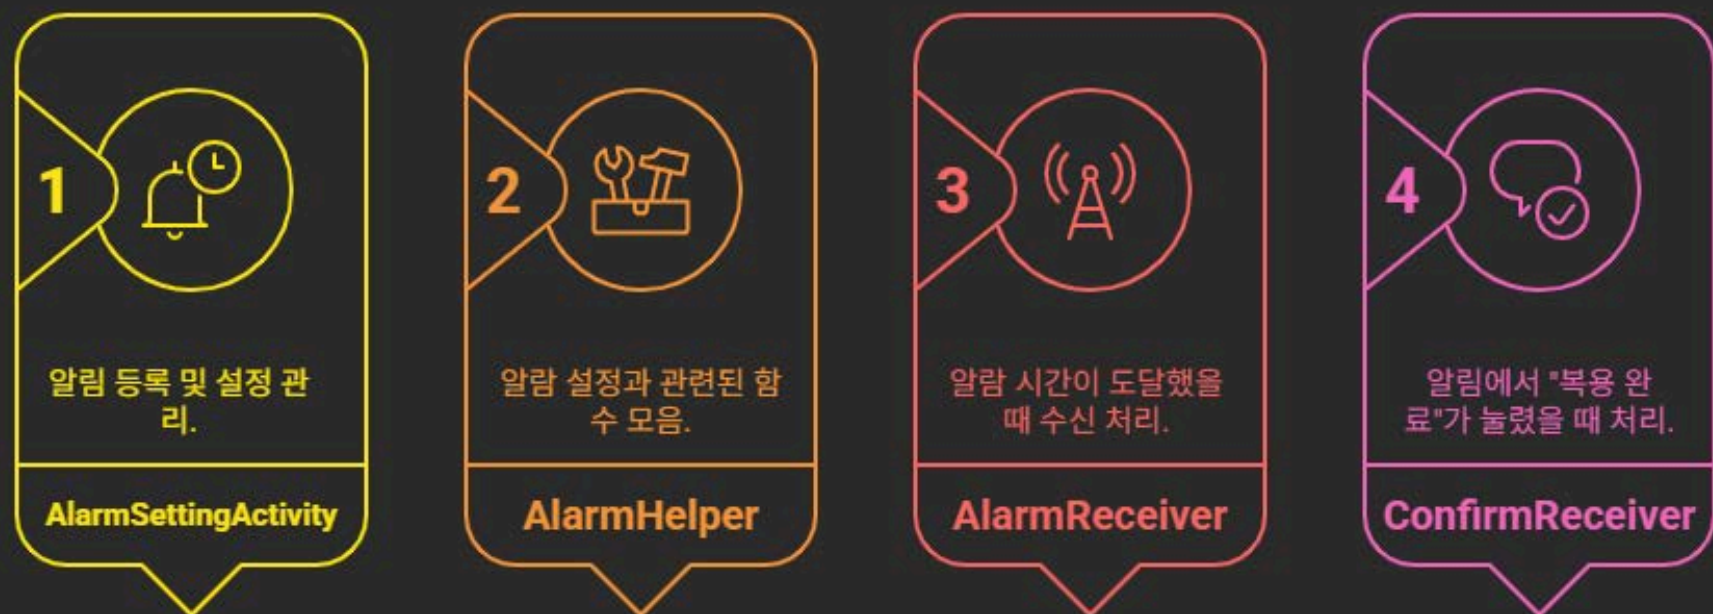 1
알림 등록 및 설정 관
리.
AlarmSettingActivity
2
알람 설정과 관련된 함
수 모음.
AlarmHelper
3
알람 시간이 도달했을
때 수신 처리.
AlarmReceiver
4
알림에서 "복용 완
료"가 눌렸을 때 처리.
ConfirmReceiver